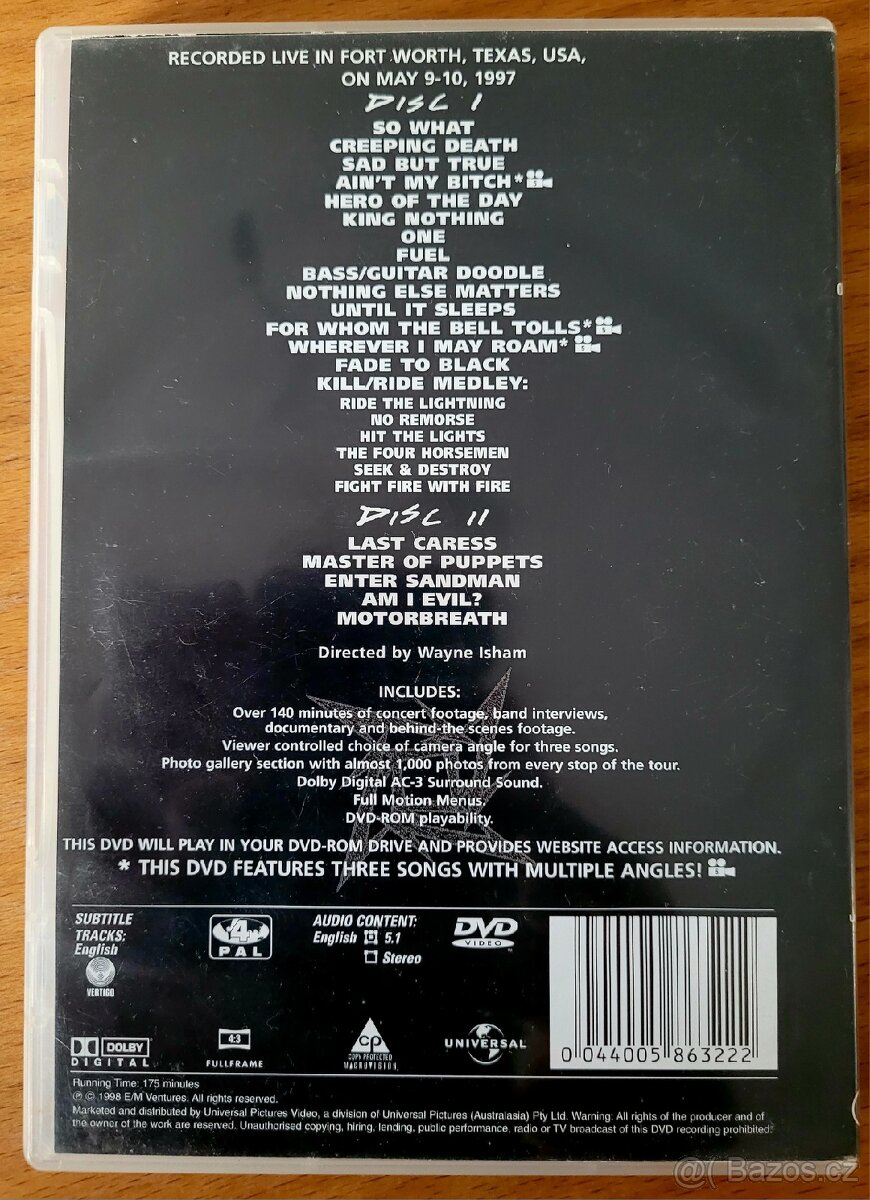 RECORDED LIVE IN FORT WORTH, TEXAS, USA,
ON MAY 9-10, 1997
DISC I
SO WHAT
CREEPING DEATH
SAD BUT TRUE
AIN'T MY BITCH*
HERO OF THE DAY
KING NOTHING
ONE
FUEL
BASS/GUITAR DOODLE
NOTHING ELSE MATTERS
UNTIL IT SLEEPS
FOR WHOM THE BELL TOLLS*
WHEREVER I MAY ROAM*
FADE TO BLACK
KILL/RIDE MEDLEY:
RIDE THE LIGHTNING
NO REMORSE
HIT THE LIGHTS
THE FOUR HORSEMEN
SEEK & DESTROY
FIGHT FIRE WITH FIRE
DISC II
LAST CARESS
MASTER OF PUPPETS
ENTER SANDMAN
AM I EVIL?
MOTORBREATH
Directed by Wayne Isham
INCLUDES:
Over 140 minutes of concert footage, band interviews,
documentary and behind-the scenes footage.
Viewer controlled choice of camera angle for three songs.
Photo gallery section with almost 1,000 photos from every stop of the tour.
Dolby Digital AC-3 Surround Sound.
Full Motion Menus.
DVD-ROM playability.
THIS DVD WILL PLAY IN YOUR DVD-ROM DRIVE AND PROVIDES WEBSITE ACCESS INFORMATION.
* THIS DVD FEATURES THREE SONGS WITH MULTIPLE ANGLES!
SUBTITLE
TRACKS:
English
VERTIGO
4
PAL
AUDIO CONTENT:
English 5.1
Stereo
DVD
VIDEO
DOLBY
DIGITAL
4:3
FULLFRAME
CP
COPY PROTECTED
MACROVISION
UNIVERSAL
0 044005 863222
Running Time: 175 minutes
℗ © 1998 E/M Ventures. All rights reserved.
Marketed and distributed by Universal Pictures Video, a division of Universal Pictures (Australasia) Pty Ltd. Warning: All rights of the producer and of
the owner of the work are reserved. Unauthorised copying, hiring, lending, public performance, radio or TV broadcast of this DVD recording prohibited.
@( Bazos.cz